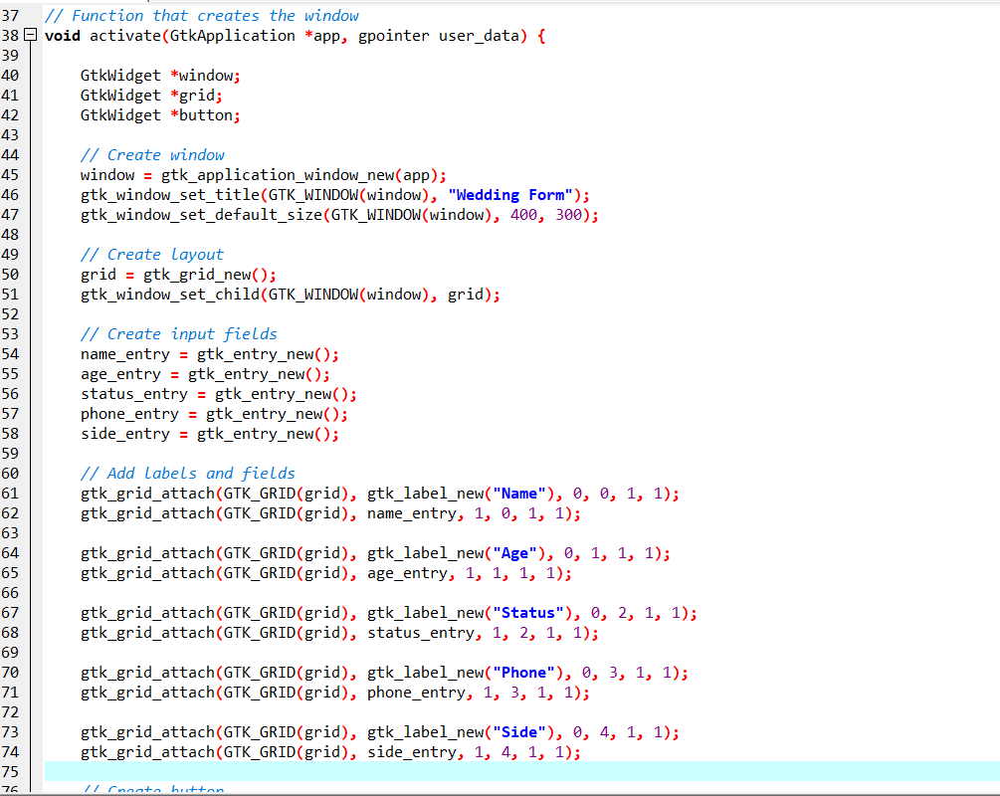 37 // Function that creates the window
38 void activate(GtkApplication *app, gpointer user_data) {
39
40 GtkWidget *window;
41 GtkWidget *grid;
42 GtkWidget *button;
43
44 // Create window
45 window = gtk_application_window_new(app);
46 gtk_window_set_title(GTK_WINDOW(window), "Wedding Form");
47 gtk_window_set_default_size(GTK_WINDOW(window), 400, 300);
48
49 // Create layout
50 grid = gtk_grid_new();
51 gtk_window_set_child(GTK_WINDOW(window), grid);
52
53 // Create input fields
54 name_entry = gtk_entry_new();
55 age_entry = gtk_entry_new();
56 status_entry = gtk_entry_new();
57 phone_entry = gtk_entry_new();
58 side_entry = gtk_entry_new();
59
60 // Add labels and fields
61 gtk_grid_attach(GTK_GRID(grid), gtk_label_new("Name"), 0, 0, 1, 1);
62 gtk_grid_attach(GTK_GRID(grid), name_entry, 1, 0, 1, 1);
63
64 gtk_grid_attach(GTK_GRID(grid), gtk_label_new("Age"), 0, 1, 1, 1);
65 gtk_grid_attach(GTK_GRID(grid), age_entry, 1, 1, 1, 1);
66
67 gtk_grid_attach(GTK_GRID(grid), gtk_label_new("Status"), 0, 2, 1, 1);
68 gtk_grid_attach(GTK_GRID(grid), status_entry, 1, 2, 1, 1);
69
70 gtk_grid_attach(GTK_GRID(grid), gtk_label_new("Phone"), 0, 3, 1, 1);
71 gtk_grid_attach(GTK_GRID(grid), phone_entry, 1, 3, 1, 1);
72
73 gtk_grid_attach(GTK_GRID(grid), gtk_label_new("Side"), 0, 4, 1, 1);
74 gtk_grid_attach(GTK_GRID(grid), side_entry, 1, 4, 1, 1);
75
76 // Create button